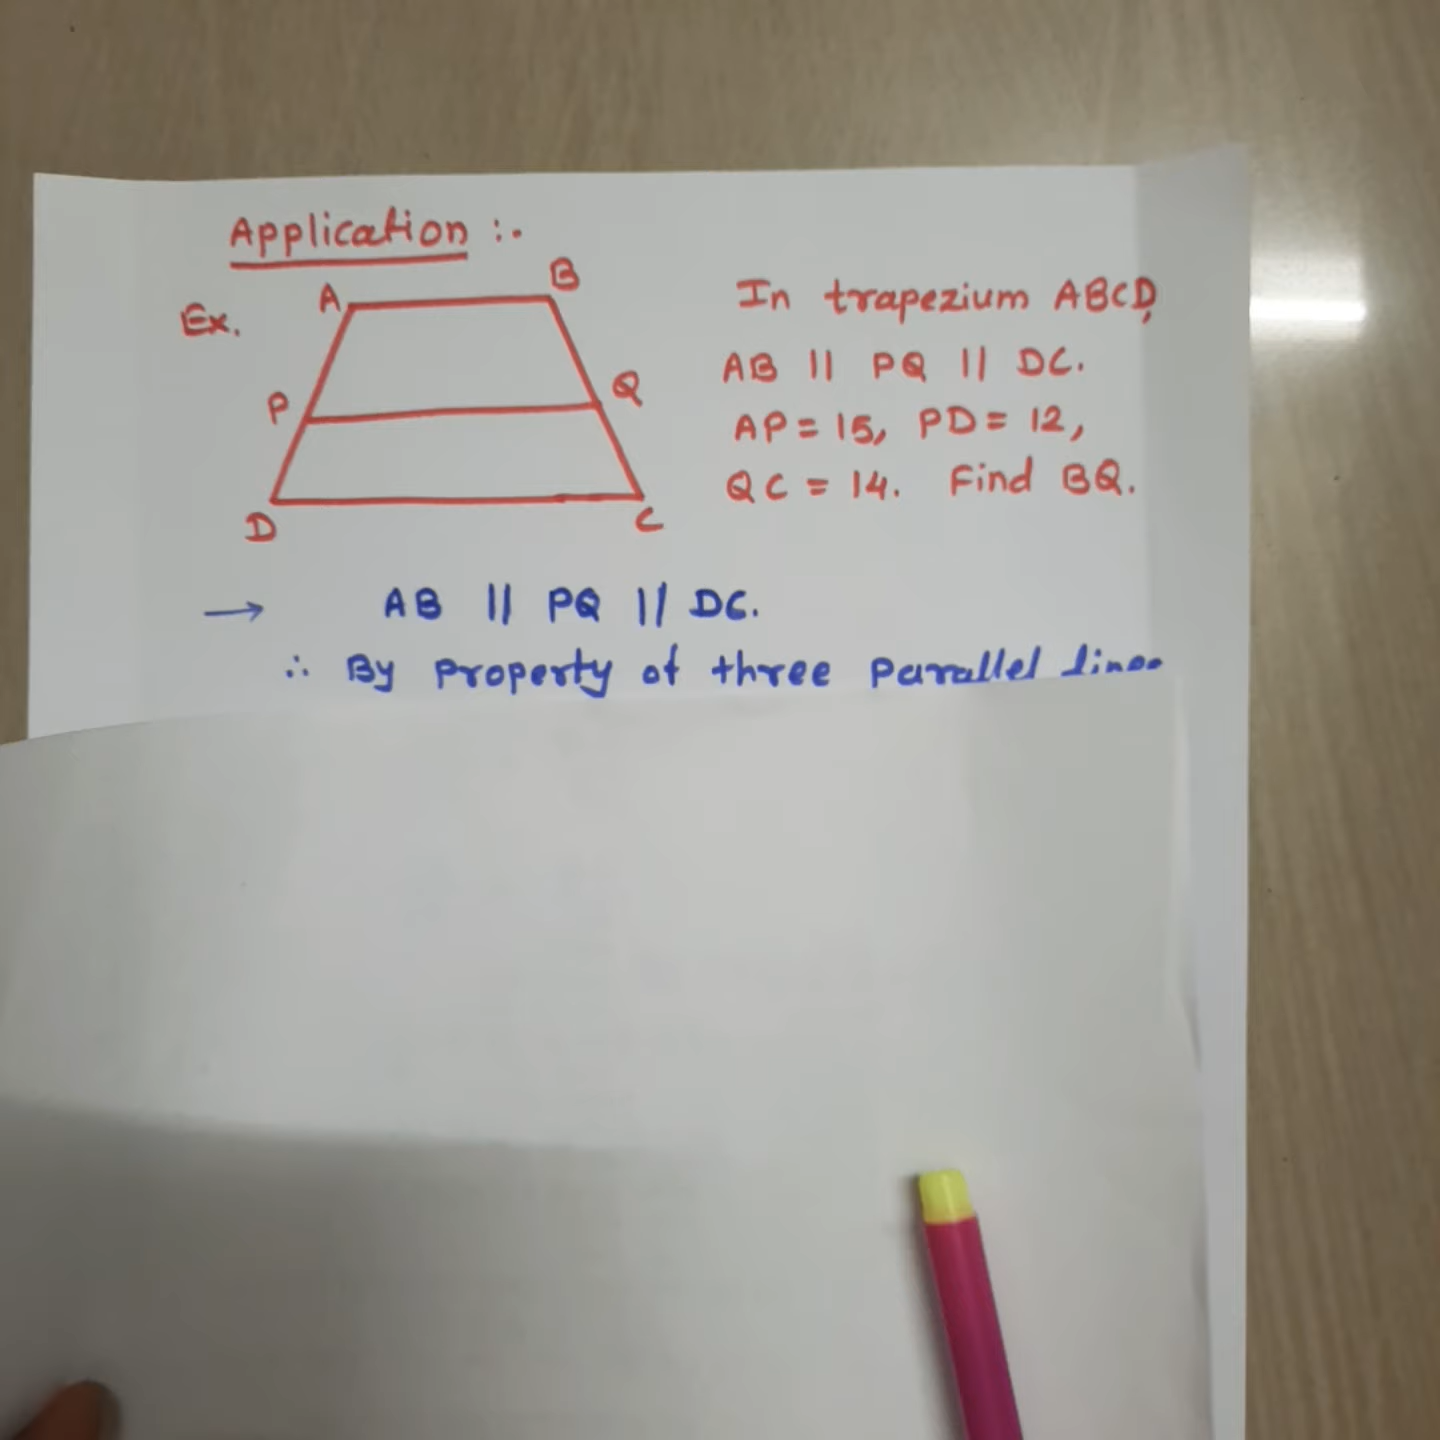 Application :-
Ex.
A
B
P
Q
D
C
In trapezium ABCD,
AB || PQ || DC.
AP = 15, PD = 12,
QC = 14. Find BQ.
→ AB || PQ || DC.
∴ By property of three parallel lines